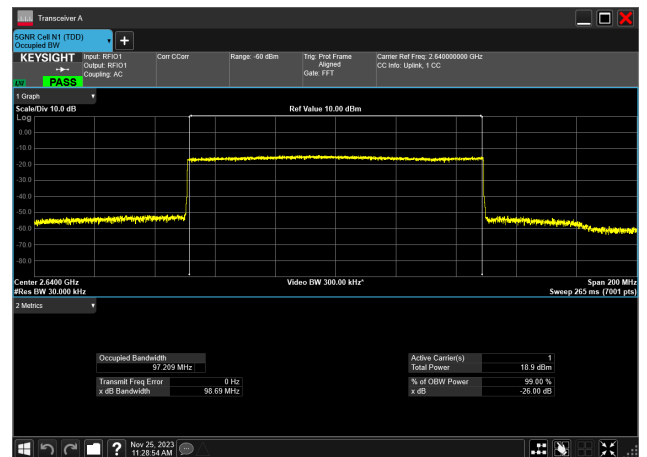 Transceiver A
5GNR Cell N1 (TDD)
Occupied BW
KEYSIGHT
LXI
PASS
Input: RFIO1
Output: RFIO1
Coupling: AC
Corr CCorr
Range: -60 dBm
Trig: Prot Frame
Aligned
Gate: FFT
Carrier Ref Freq: 2.640000000 GHz
CC Info: Uplink, 1 CC
1 Graph
Scale/Div 10.0 dB
Ref Value 10.00 dBm
Log
0.00
-10.0
-20.0
-30.0
-40.0
-50.0
-60.0
-70.0
-80.0
Center 2.6400 GHz
Video BW 300.00 kHz*
Span 200 MHz
#Res BW 30.000 kHz
Sweep 265 ms (7001 pts)
2 Metrics
Occupied Bandwidth
97.209 MHz
Active Carrier(s) 1
Total Power 18.9 dBm
Transmit Freq Error 0 Hz
x dB Bandwidth 98.69 MHz
% of OBW Power 99.00 %
x dB -26.00 dB
?
Nov 25, 2023
11:28:54 AM